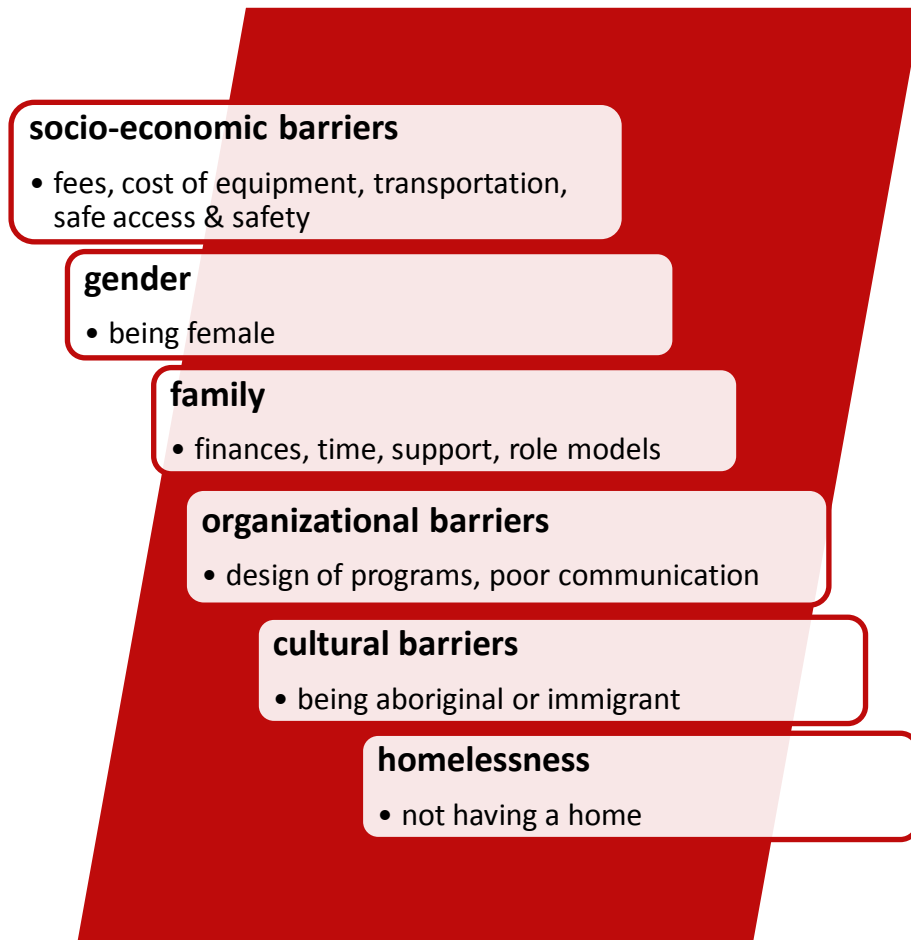 socio-economic barriers
• fees, cost of equipment, transportation,
safe access & safety
gender
• being female
family
• finances, time, support, role models
organizational barriers
• design of programs, poor communication
cultural barriers
• being aboriginal or immigrant
homelessness
• not having a home